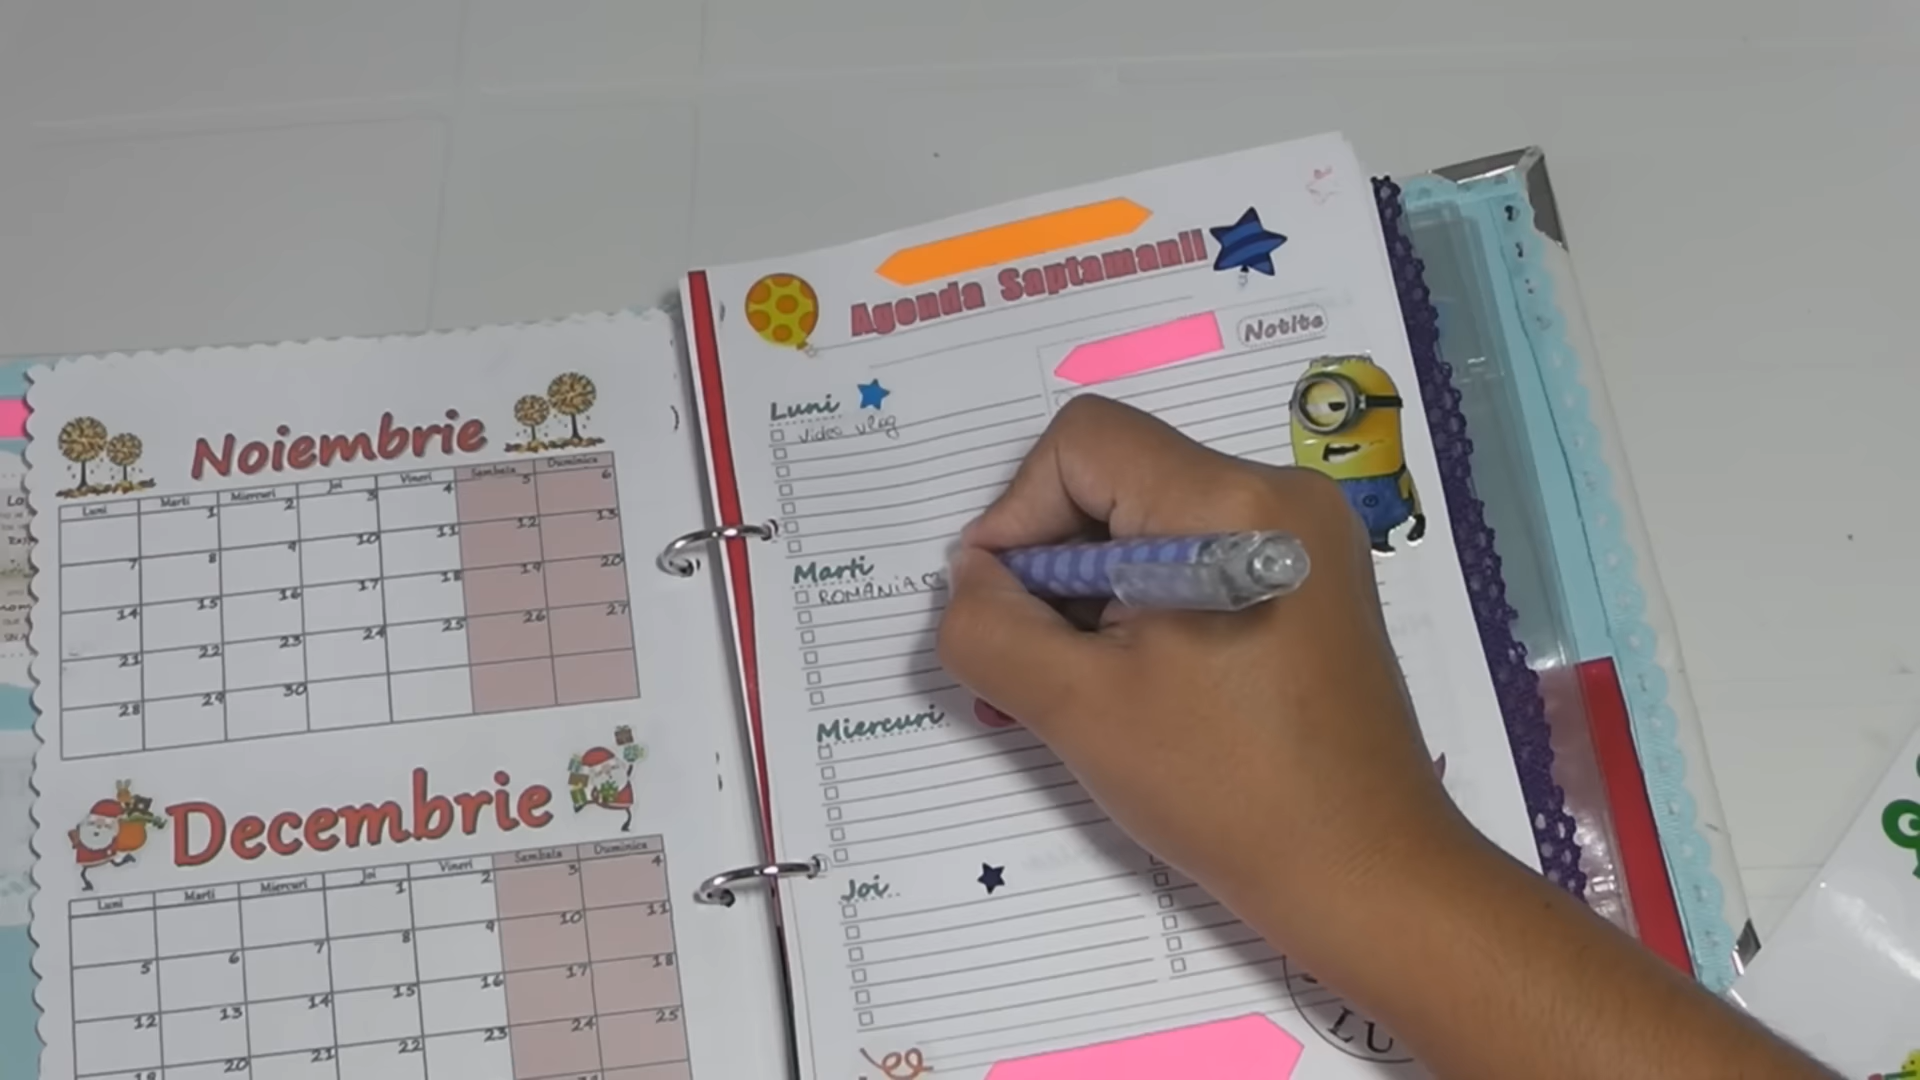 Noiembrie
Luni Marti Miercuri Joi Vineri Sambata Duminica
1 2 3 4 5 6
7 8 9 10 11 12 13
14 15 16 17 18 19 20
21 22 23 24 25 26 27
28 29 30
Decembrie
Luni Marti Miercuri Joi Vineri Sambata Duminica
1 2 3 4
5 6 7 8 9 10 11
12 13 14 15 16 17 18
19 20 21 22 23 24 25
Agenda Saptamanii
Notite
Luni
video vlog
Marti
ROMANiA
Miercuri
Joi
LU